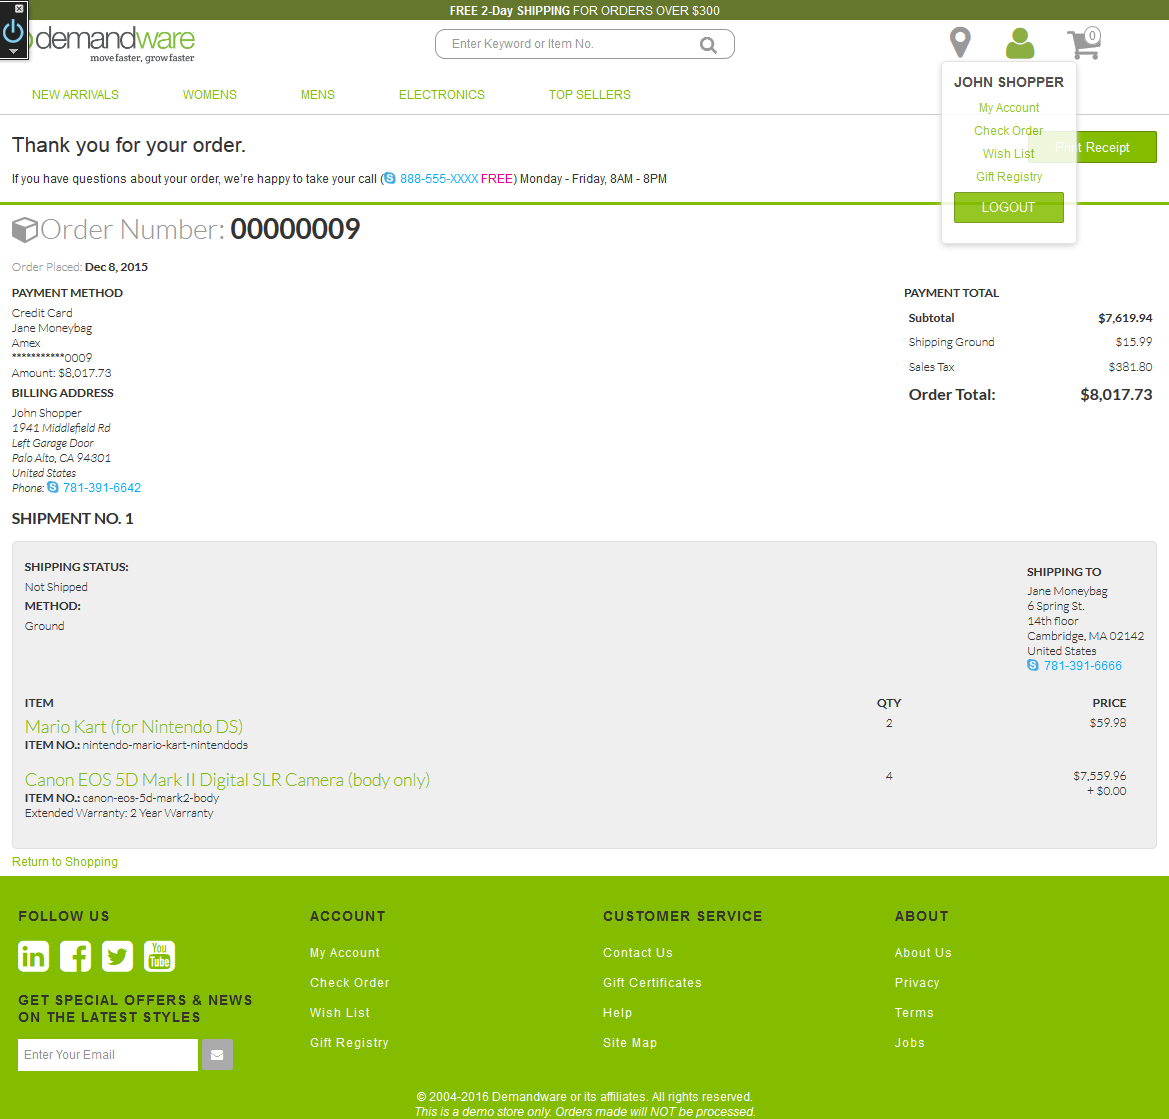 FREE 2-Day SHIPPING FOR ORDERS OVER $300
demandware
move faster, grow faster
Enter Keyword or Item No.
0
NEW ARRIVALS WOMENS MENS ELECTRONICS TOP SELLERS
JOHN SHOPPER
My Account
Check Order
Wish List
Gift Registry
LOGOUT
Thank you for your order.
Print Receipt
If you have questions about your order, we're happy to take your call (888-555-XXXX FREE) Monday - Friday, 8AM - 8PM
Order Number: 00000009
Order Placed: Dec 8, 2015
PAYMENT METHOD
Credit Card
Jane Moneybag
Amex
***********0009
Amount: $8,017.73
BILLING ADDRESS
John Shopper
1941 Middlefield Rd
Left Garage Door
Palo Alto, CA 94301
United States
Phone: 781-391-6642
PAYMENT TOTAL
Subtotal $7,619.94
Shipping Ground $15.99
Sales Tax $381.80
Order Total: $8,017.73
SHIPMENT NO. 1
SHIPPING STATUS:
Not Shipped
METHOD:
Ground
SHIPPING TO
Jane Moneybag
6 Spring St.
14th floor
Cambridge, MA 02142
United States
781-391-6666
ITEM QTY PRICE
Mario Kart (for Nintendo DS) 2 $59.98
ITEM NO.: nintendo-mario-kart-nintendods
Canon EOS 5D Mark II Digital SLR Camera (body only) 4 $7,559.96
+ $0.00
ITEM NO.: canon-eos-5d-mark2-body
Extended Warranty: 2 Year Warranty
Return to Shopping
FOLLOW US
in
You Tube
GET SPECIAL OFFERS & NEWS
ON THE LATEST STYLES
Enter Your Email
ACCOUNT
My Account
Check Order
Wish List
Gift Registry
CUSTOMER SERVICE
Contact Us
Gift Certificates
Help
Site Map
ABOUT
About Us
Privacy
Terms
Jobs
© 2004-2016 Demandware or its affiliates. All rights reserved.
This is a demo store only. Orders made will NOT be processed.